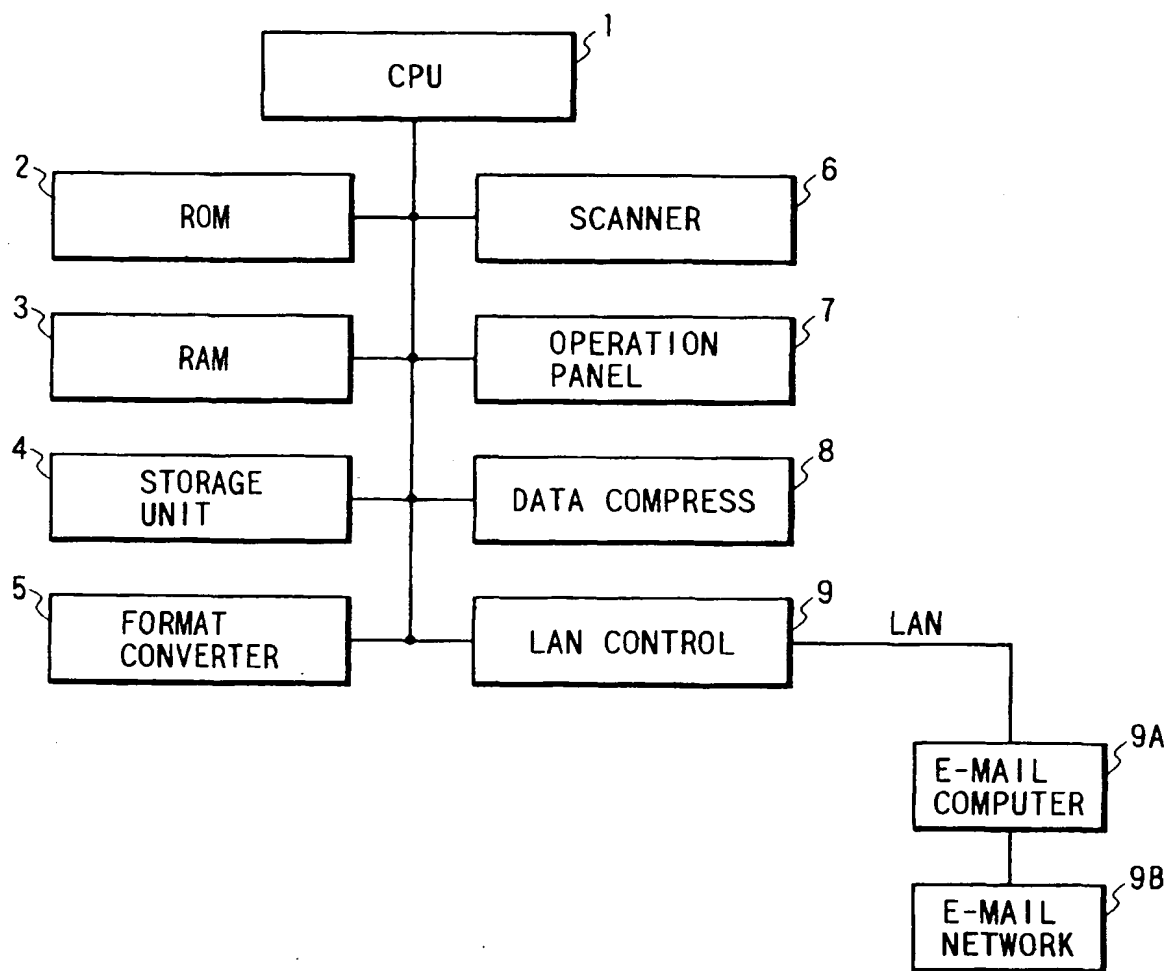 1
CPU
2
ROM
6
SCANNER
3
RAM
7
OPERATION
PANEL
4
STORAGE
UNIT
8
DATA COMPRESS
5
FORMAT
CONVERTER
9
LAN CONTROL
LAN
9A
E-MAIL
COMPUTER
9B
E-MAIL
NETWORK